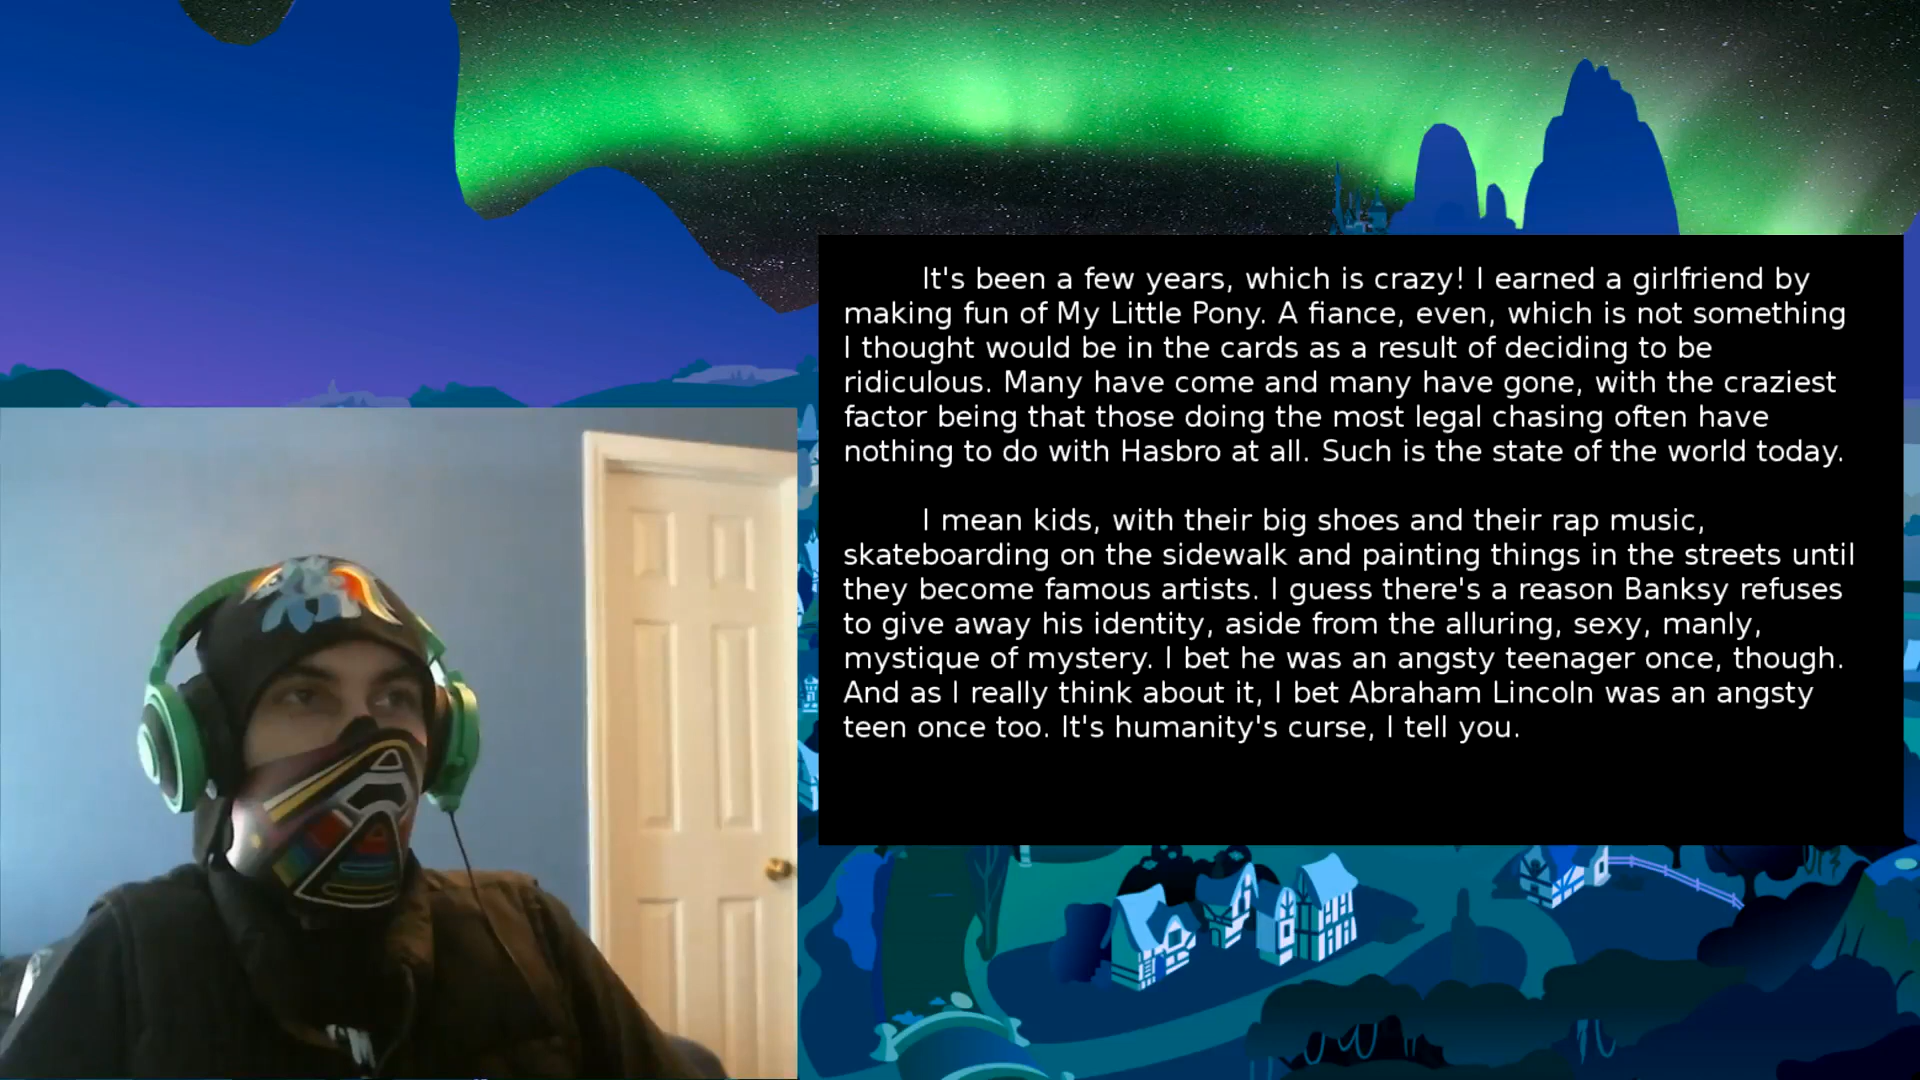 It's been a few years, which is crazy! I earned a girlfriend by
making fun of My Little Pony. A fiance, even, which is not something
I thought would be in the cards as a result of deciding to be
ridiculous. Many have come and many have gone, with the craziest
factor being that those doing the most legal chasing often have
nothing to do with Hasbro at all. Such is the state of the world today.
I mean kids, with their big shoes and their rap music,
skateboarding on the sidewalk and painting things in the streets until
they become famous artists. I guess there's a reason Banksy refuses
to give away his identity, aside from the alluring, sexy, manly,
mystique of mystery. I bet he was an angsty teenager once, though.
And as I really think about it, I bet Abraham Lincoln was an angsty
teen once too. It's humanity's curse, I tell you.